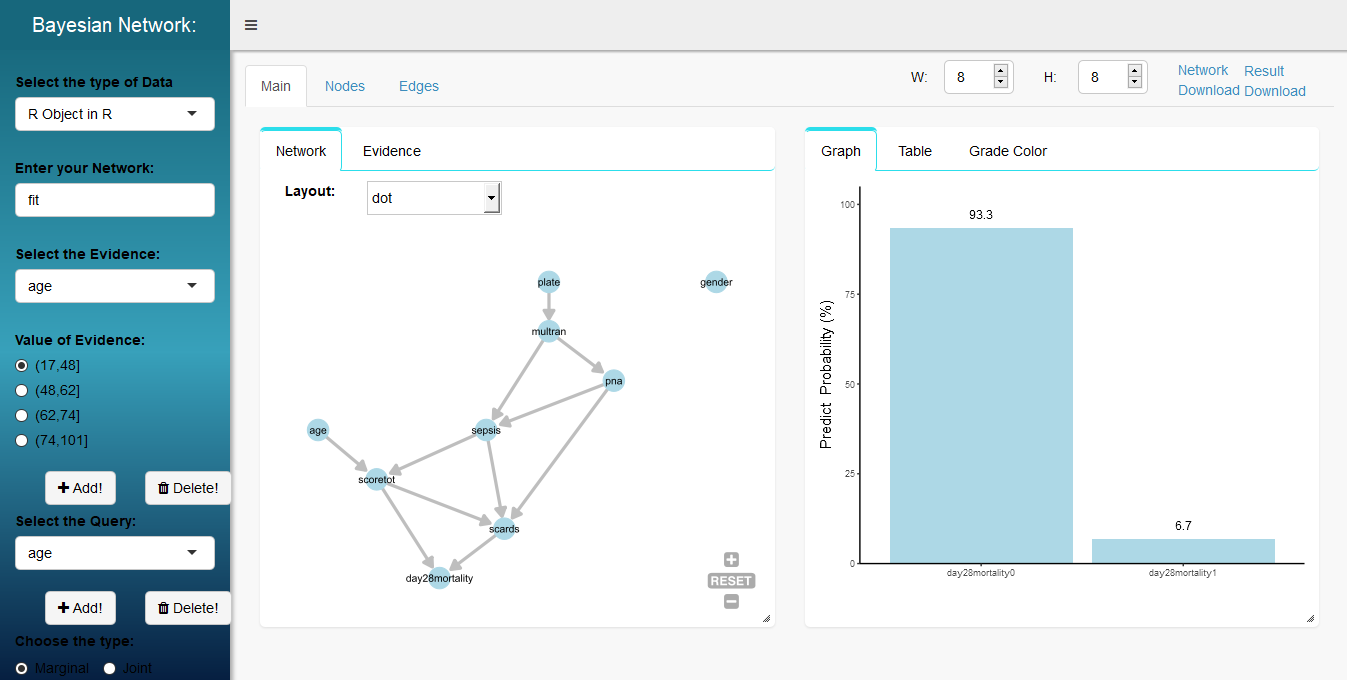 Bayesian Network:
Select the type of Data
R Object in R
Enter your Network:
fit
Select the Evidence:
age
Value of Evidence:
(17,48]
(48,62]
(62,74]
(74,101]
Add! Delete!
Select the Query:
age
Add! Delete!
Choose the type:
Marginal Joint
Main Nodes Edges
W: 8 H: 8
Network Download
Result Download
Network Evidence
Layout: dot
plate
gender
multran
pna
age
sepsis
scoretot
scards
day28mortality
RESET
Graph Table Grade Color
Predict Probability (%)
100
75
50
25
0
93.3
6.7
day28mortality0 day28mortality1